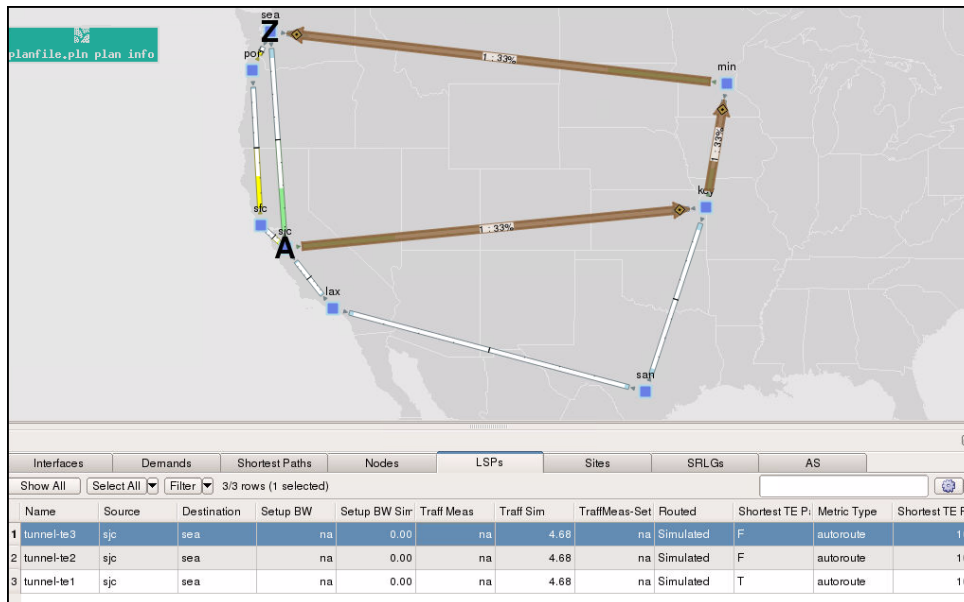 sea
Z
planfile.pln plan info
min
1 : 33%
1 : 33%
sfc
sjc
A
1 : 33%
lax
san
Interfaces Demands Shortest Paths Nodes LSPs Sites SRLGs AS
Show All Select All Filter 3/3 rows (1 selected)
Name Source Destination Setup BW Setup BW Sim Traff Meas Traff Sim TraffMeas-Set Routed Shortest TE Metric Type Shortest TE
1 tunnel-te3 sjc sea na 0.00 na 4.68 na Simulated F autoroute
2 tunnel-te2 sjc sea na 0.00 na 4.68 na Simulated F autoroute
3 tunnel-te1 sjc sea na 0.00 na 4.68 na Simulated T autoroute